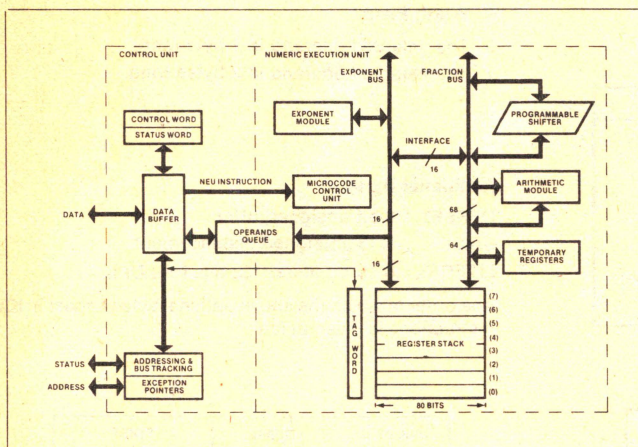 CONTROL UNIT
NUMERIC EXECUTION UNIT
EXPONENT
BUS
FRACTION
BUS
CONTROL WORD
STATUS WORD
EXPONENT
MODULE
PROGRAMMABLE
SHIFTER
INTERFACE
16
NEU INSTRUCTION
MICROCODE
CONTROL
UNIT
ARITHMETIC
MODULE
DATA
DATA
BUFFER
OPERANDS
QUEUE
16
68
64
TEMPORARY
REGISTERS
16
TAG WORD
REGISTER STACK
(7)
(6)
(5)
(4)
(3)
(2)
(1)
(0)
STATUS
ADDRESS
ADDRESSING &
BUS TRACKING
EXCEPTION
POINTERS
80 BITS